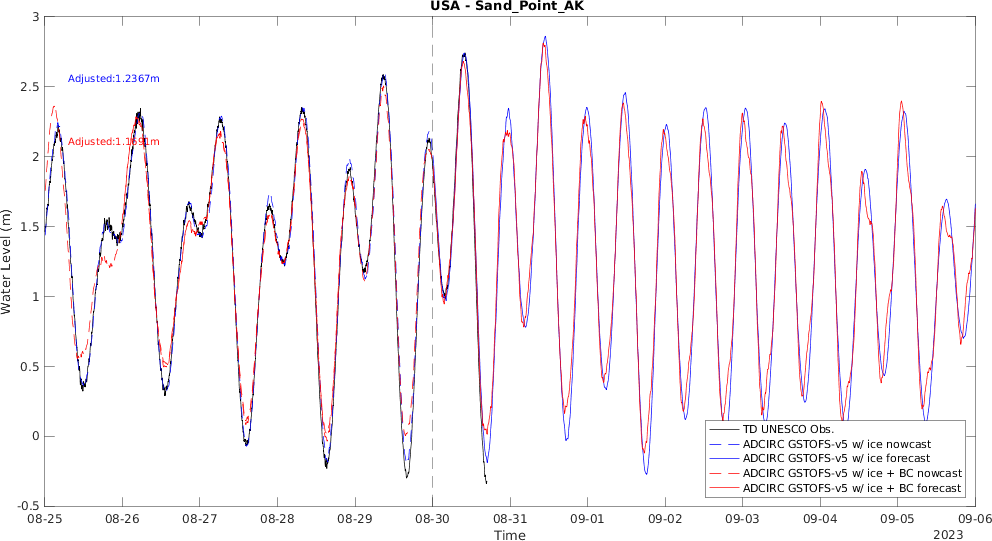 USA - Sand_Point_AK
3
2.5
2
1.5
1
0.5
0
-0.5
Water Level (m)
Adjusted:1.2367m
Adjusted:1.1691m
TD UNESCO Obs.
ADCIRC GSTOFS-v5 w/ ice nowcast
ADCIRC GSTOFS-v5 w/ ice forecast
ADCIRC GSTOFS-v5 w/ ice + BC nowcast
ADCIRC GSTOFS-v5 w/ ice + BC forecast
08-25 08-26 08-27 08-28 08-29 08-30 08-31 09-01 09-02 09-03 09-04 09-05 09-06
Time
2023